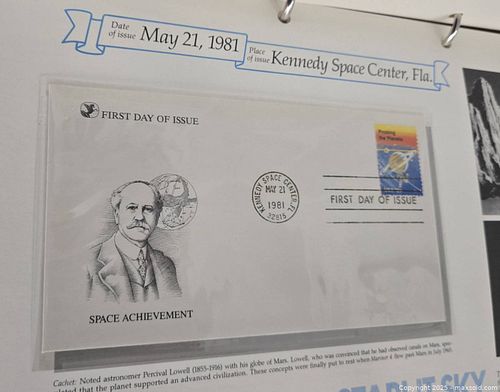 Date
of issue
May 21, 1981
Place
of issue
Kennedy Space Center, Fla.
FIRST DAY OF ISSUE
Probing
the Planets
KENNEDY SPACE CENTER, FL
MAY 21
1981
32815
FIRST DAY OF ISSUE
SPACE ACHIEVEMENT
Cachet: Noted astronomer Percival Lowell (1855-1916) with his globe of Mars. Lowell, who was convinced that he had observed canals on Mars, spec-
ulated that the planet supported an advanced civilization. These concepts were finally put to rest when Mariner 4 flew past Mars in July 1965.
SKY
Copyright 2025 - maxsold.com